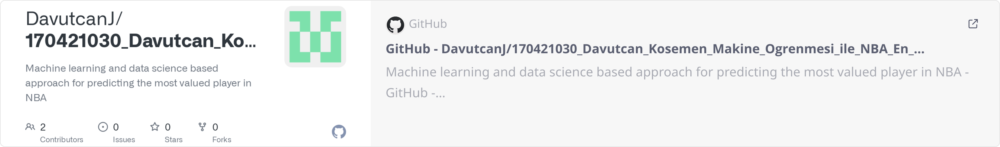 DavutcanJ/
170421030_Davutcan_Ko...
Machine learning and data science based
approach for predicting the most valued player in
NBA
2
Contributors
0
Issues
0
Stars
0
Forks
GitHub
GitHub - DavutcanJ/170421030_Davutcan_Kosemen_Makine_Ogrenmesi_ile_NBA_En_...
Machine learning and data science based approach for predicting the most valued player in NBA -
GitHub -...